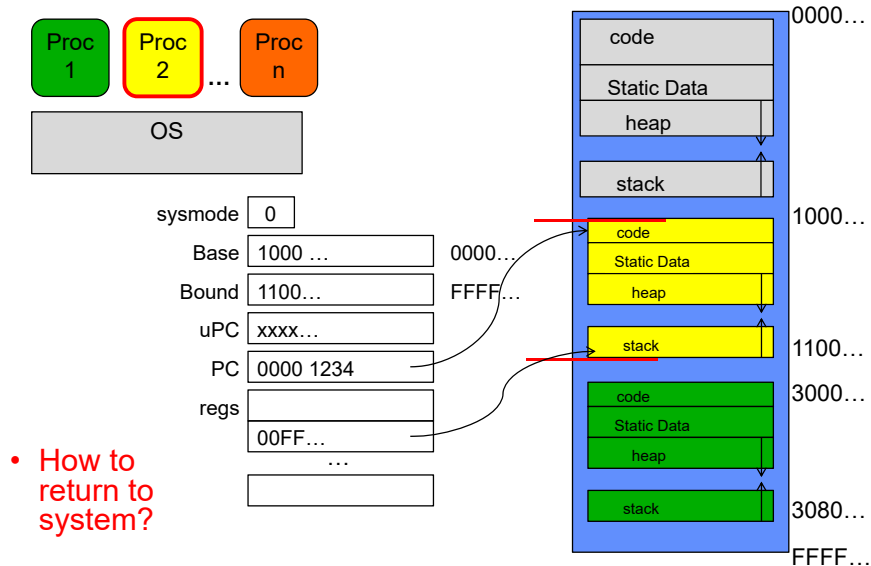 Proc
1
Proc
2
...
Proc
n
OS
sysmode 0
Base 1000 ... 0000...
Bound 1100... FFFF...
uPC xxxx...
PC 0000 1234
regs
00FF...
...
• How to
return to
system?
0000...
code
Static Data
heap
stack
1000...
code
Static Data
heap
stack
1100...
3000...
code
Static Data
heap
stack
3080...
FFFF...